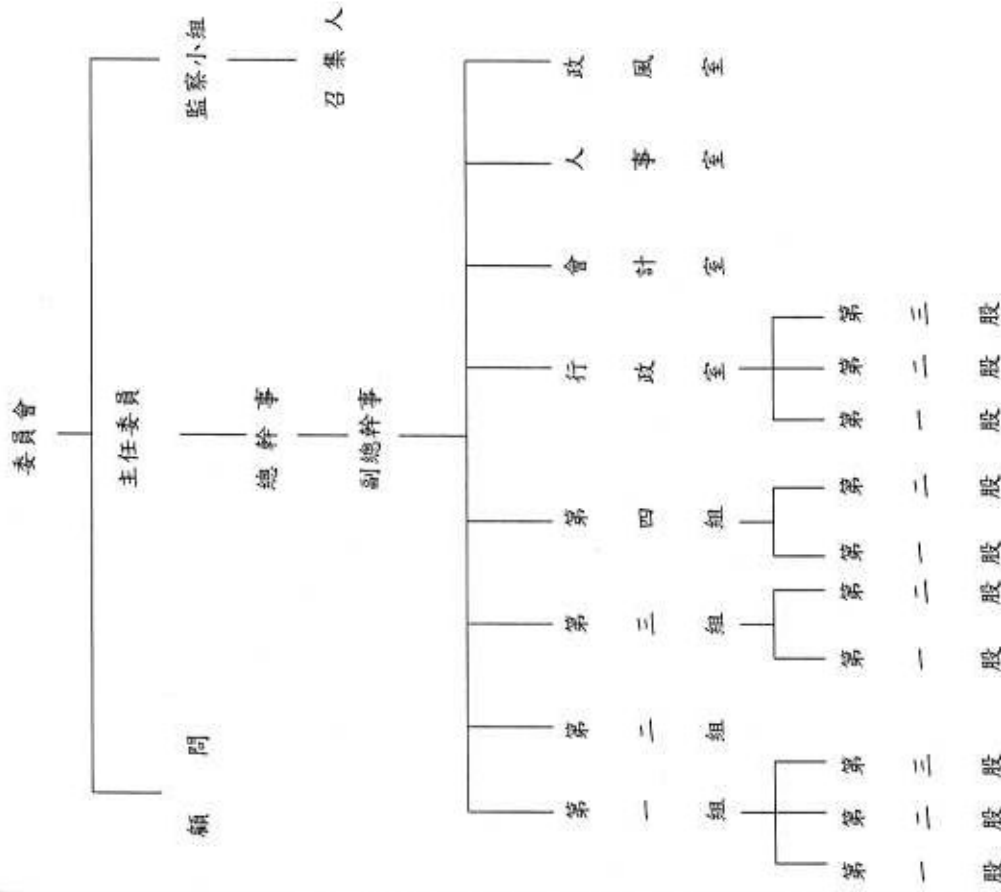 委員會
監察小組
召集人
主任委員
總幹事
副總幹事
顧問
第一組
第一股
第二股
第三股
第二組
第三組
第一股
第二股
第四組
第一股
第二股
行政室
第一股
第二股
第三股
會計室
人事室
政風室